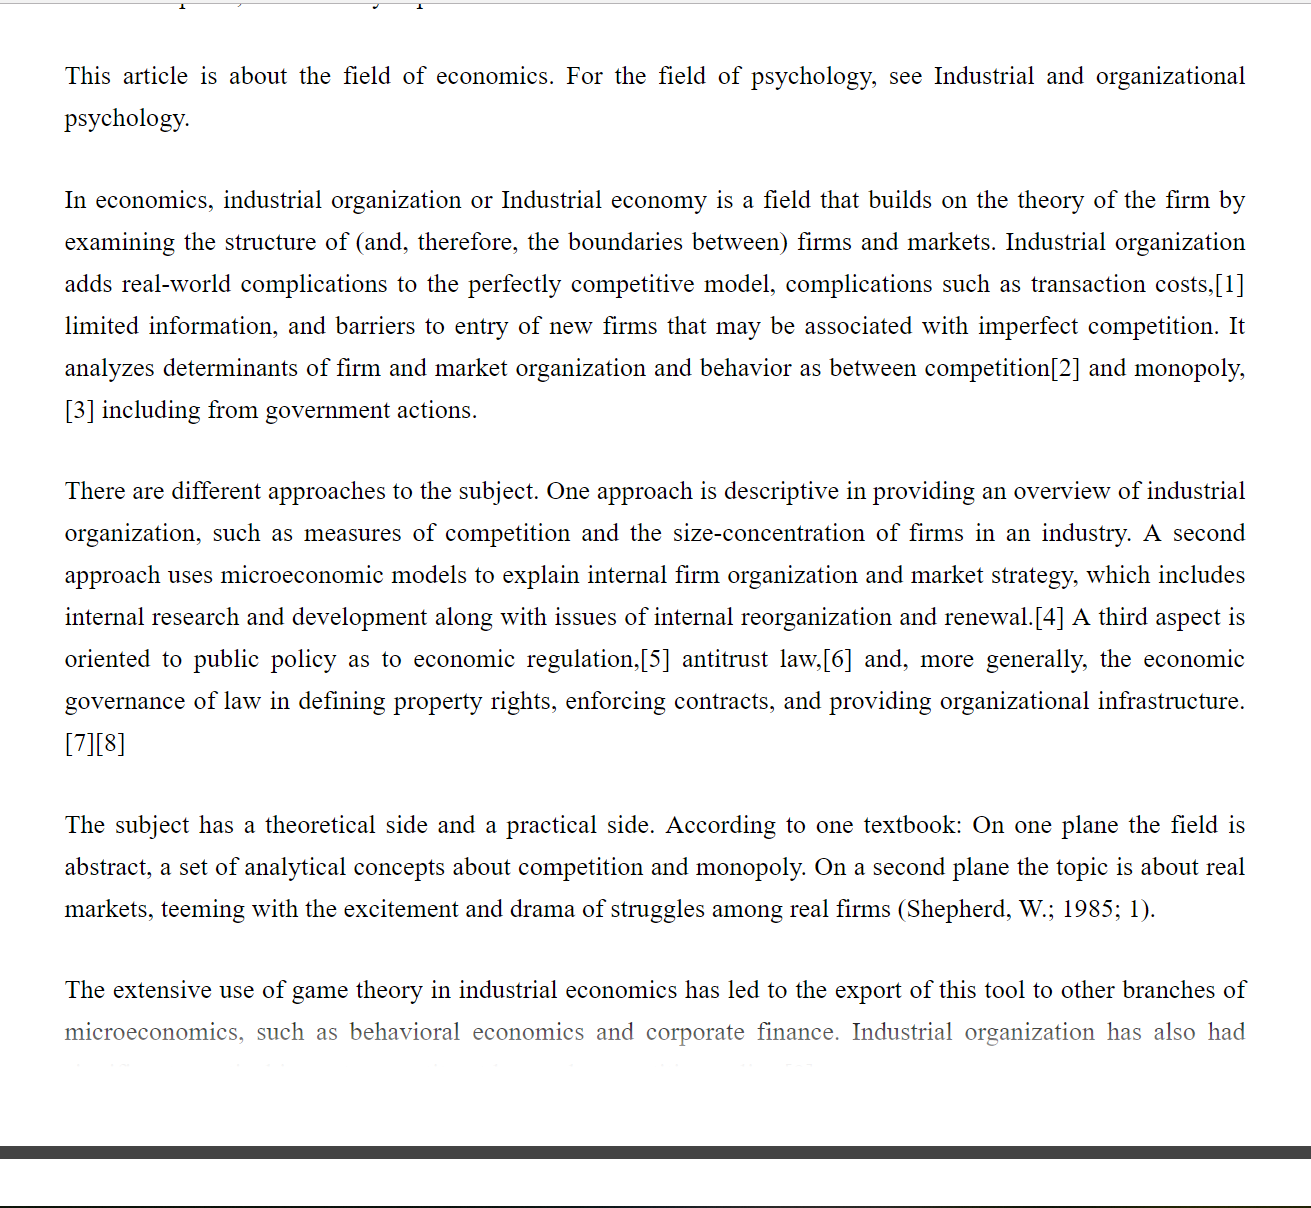 This article is about the field of economics. For the field of psychology, see Industrial and organizational
psychology.
In economics, industrial organization or Industrial economy is a field that builds on the theory of the firm by
examining the structure of (and, therefore, the boundaries between) firms and markets. Industrial organization
adds real-world complications to the perfectly competitive model, complications such as transaction costs,[1]
limited information, and barriers to entry of new firms that may be associated with imperfect competition. It
analyzes determinants of firm and market organization and behavior as between competition[2] and monopoly,
[3] including from government actions.
There are different approaches to the subject. One approach is descriptive in providing an overview of industrial
organization, such as measures of competition and the size-concentration of firms in an industry. A second
approach uses microeconomic models to explain internal firm organization and market strategy, which includes
internal research and development along with issues of internal reorganization and renewal.[4] A third aspect is
oriented to public policy as to economic regulation,[5] antitrust law,[6] and, more generally, the economic
governance of law in defining property rights, enforcing contracts, and providing organizational infrastructure.
[7][8]
The subject has a theoretical side and a practical side. According to one textbook: On one plane the field is
abstract, a set of analytical concepts about competition and monopoly. On a second plane the topic is about real
markets, teeming with the excitement and drama of struggles among real firms (Shepherd, W.; 1985; 1).
The extensive use of game theory in industrial economics has led to the export of this tool to other branches of
microeconomics, such as behavioral economics and corporate finance. Industrial organization has also had